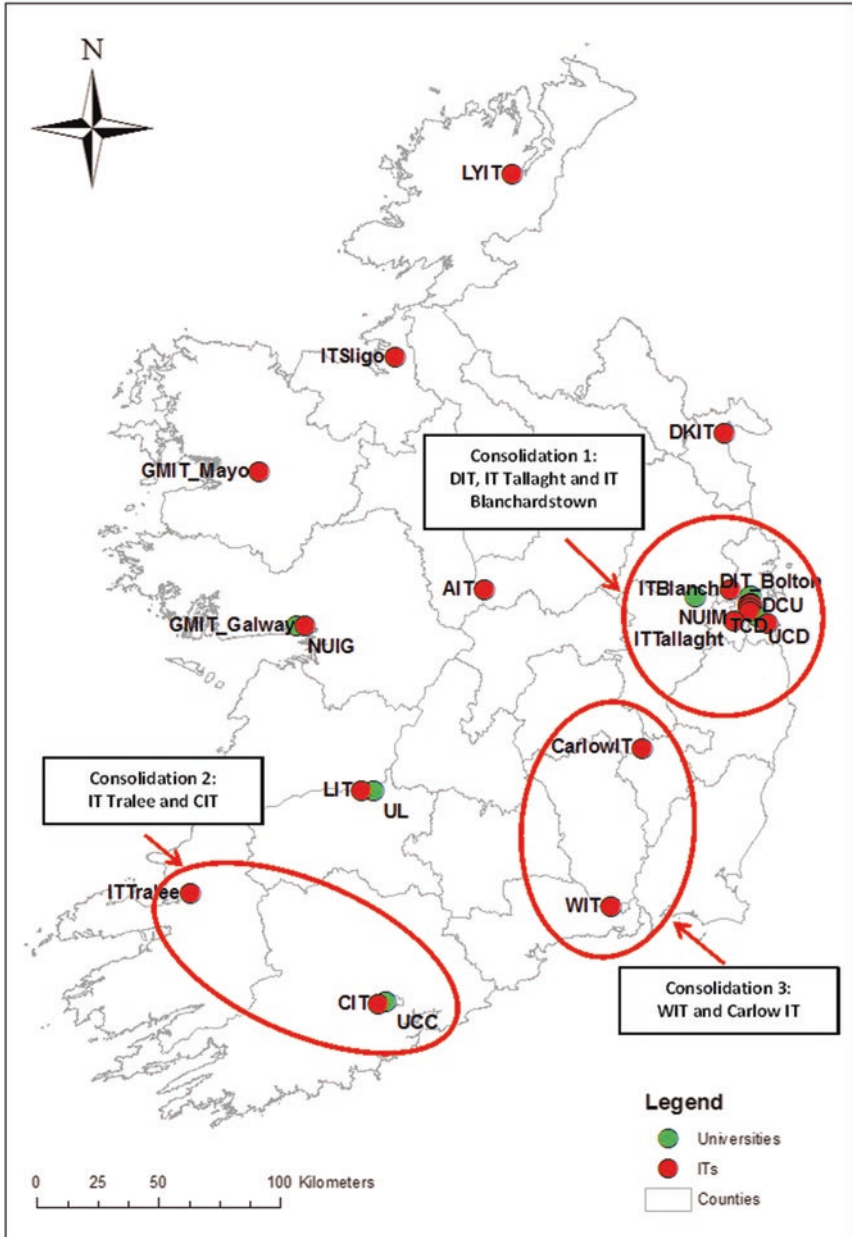 N
LYIT
ITSligo
DKIT
Consolidation 1:
DIT, IT Tallaght and IT
Blanchardstown
GMIT_Mayo
AIT
ITBlanch
DIT_Bolton
DCU
NUIM
TCD
UCD
ITTallaght
GMIT_Galway
NUIG
CarlowIT
Consolidation 2:
IT Tralee and CIT
LIT
UL
ITTralee
WIT
Consolidation 3:
WIT and Carlow IT
CIT
UCC
Legend
Universities
ITs
Counties
0 25 50 100 Kilometers